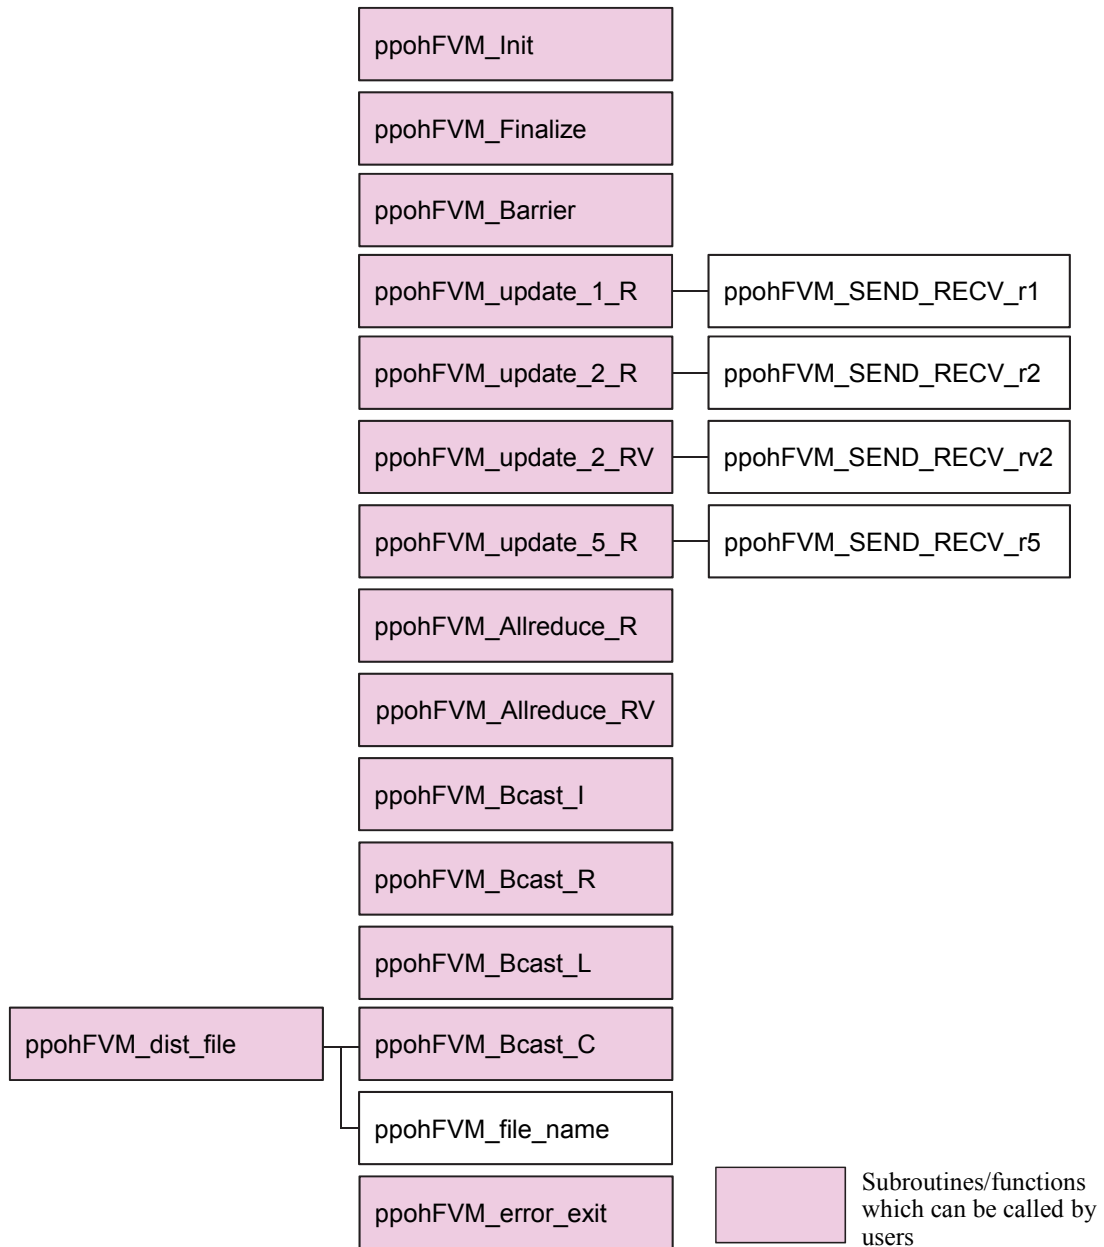 ppohFVM_Init
ppohFVM_Finalize
ppohFVM_Barrier
ppohFVM_update_1_R
ppohFVM_SEND_RECV_r1
ppohFVM_update_2_R
ppohFVM_SEND_RECV_r2
ppohFVM_update_2_RV
ppohFVM_SEND_RECV_rv2
ppohFVM_update_5_R
ppohFVM_SEND_RECV_r5
ppohFVM_Allreduce_R
ppohFVM_Allreduce_RV
ppohFVM_Bcast_I
ppohFVM_Bcast_R
ppohFVM_Bcast_L
ppohFVM_dist_file
ppohFVM_Bcast_C
ppohFVM_file_name
ppohFVM_error_exit
Subroutines/functions
which can be called by
users